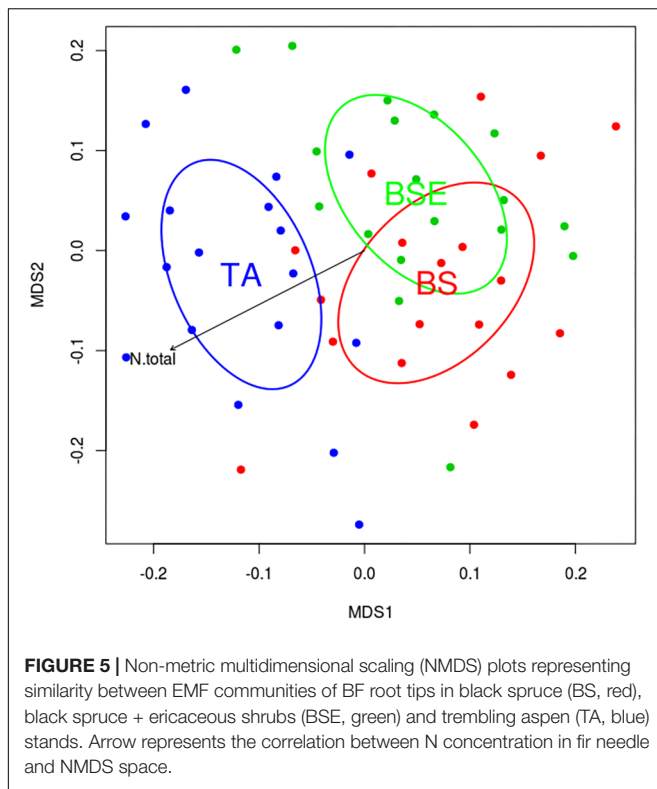 0.2
0.1
0.0
-0.1
-0.2
MDS2
BSE
TA
BS
N.total
-0.2 -0.1 0.0 0.1 0.2
MDS1
FIGURE 5 | Non-metric multidimensional scaling (NMDS) plots representing
similarity between EMF communities of BF root tips in black spruce (BS, red),
black spruce + ericaceous shrubs (BSE, green) and trembling aspen (TA, blue)
stands. Arrow represents the correlation between N concentration in fir needle
and NMDS space.